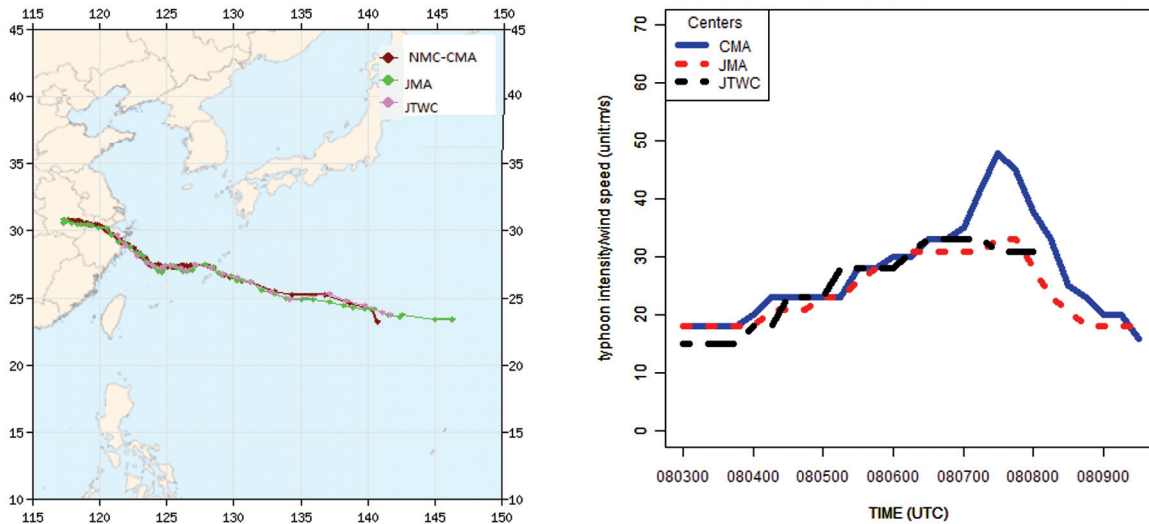 115 120 125 130 135 140 145 150
45 45
40 40
35 35
30 30
25 25
20 20
15 15
10 10
115 120 125 130 135 140 145 150
NMC-CMA
JMA
JTWC
typhoon intensity/wind speed (unit:m/s)
70
60
50
40
30
20
10
0
Centers
CMA
JMA
JTWC
080300 080400 080500 080600 080700 080800 080900
TIME (UTC)